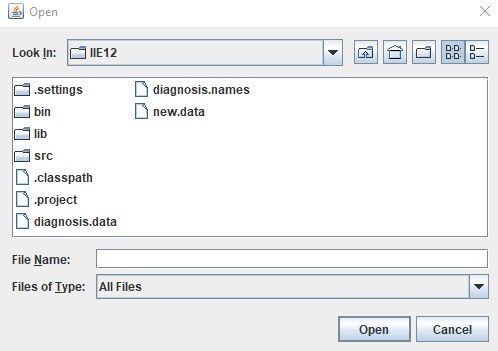 Open
Look In: IIE12
.settings
bin
lib
src
.classpath
.project
diagnosis.data
diagnosis.names
new.data
File Name:
Files of Type: All Files
Open Cancel